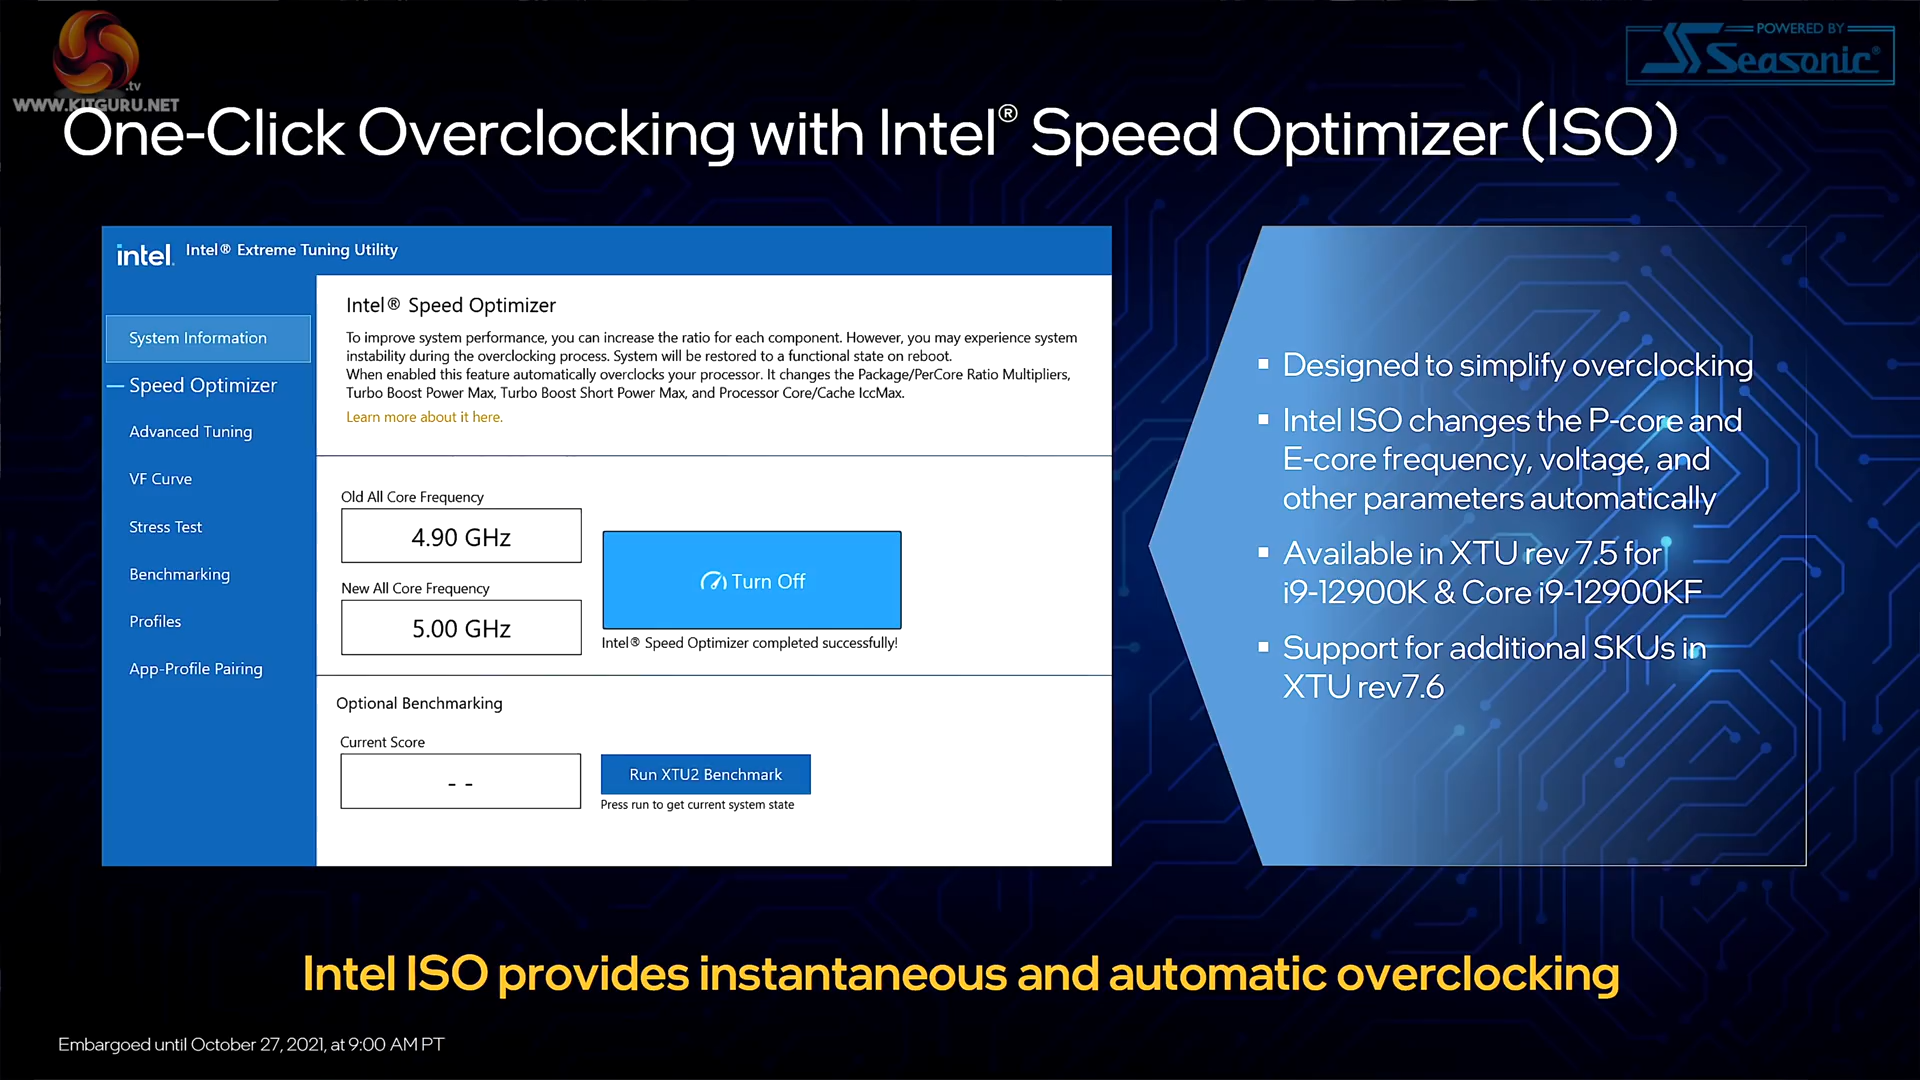 .tv
WWW.KITGURU.NET
POWERED BY
Seasonic®
One-Click Overclocking with Intel® Speed Optimizer (ISO)
intel. Intel® Extreme Tuning Utility
System Information
Speed Optimizer
Advanced Tuning
VF Curve
Stress Test
Benchmarking
Profiles
App-Profile Pairing
Intel® Speed Optimizer
To improve system performance, you can increase the ratio for each component. However, you may experience system
instability during the overclocking process. System will be restored to a functional state on reboot.
When enabled this feature automatically overclocks your processor. It changes the Package/PerCore Ratio Multipliers,
Turbo Boost Power Max, Turbo Boost Short Power Max, and Processor Core/Cache IccMax.
Learn more about it here.
Old All Core Frequency
4.90 GHz
New All Core Frequency
5.00 GHz
Turn Off
Intel® Speed Optimizer completed successfully!
Optional Benchmarking
Current Score
- -
Run XTU2 Benchmark
Press run to get current system state
▪ Designed to simplify overclocking
▪ Intel ISO changes the P-core and
E-core frequency, voltage, and
other parameters automatically
▪ Available in XTU rev 7.5 for
i9-12900K & Core i9-12900KF
▪ Support for additional SKUs in
XTU rev7.6
Intel ISO provides instantaneous and automatic overclocking
Embargoed until October 27, 2021, at 9:00 AM PT